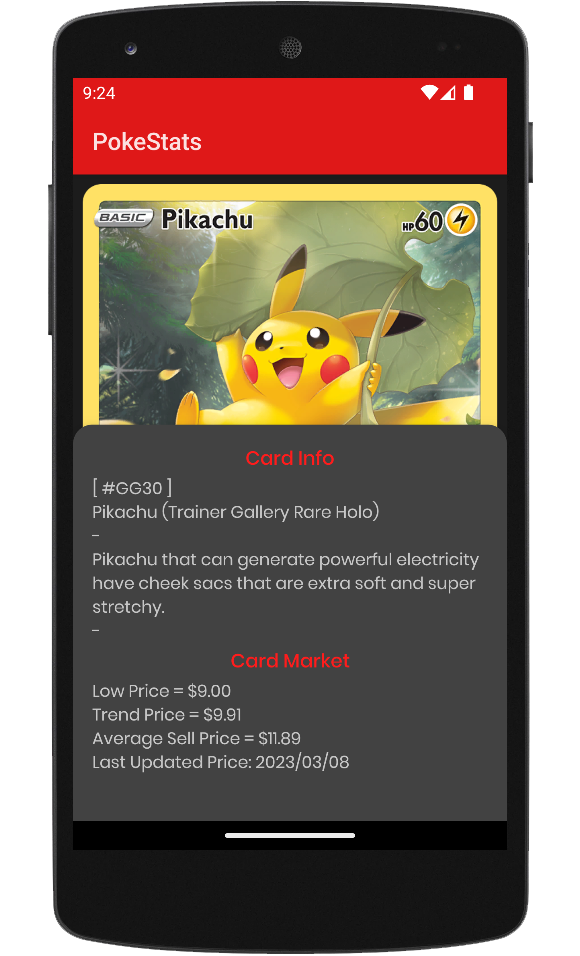 9:24
PokeStats
BASIC Pikachu HP60
Card Info
[ #GG30 ]
Pikachu (Trainer Gallery Rare Holo)
-
Pikachu that can generate powerful electricity
have cheek sacs that are extra soft and super
stretchy.
-
Card Market
Low Price = $9.00
Trend Price = $9.91
Average Sell Price = $11.89
Last Updated Price: 2023/03/08